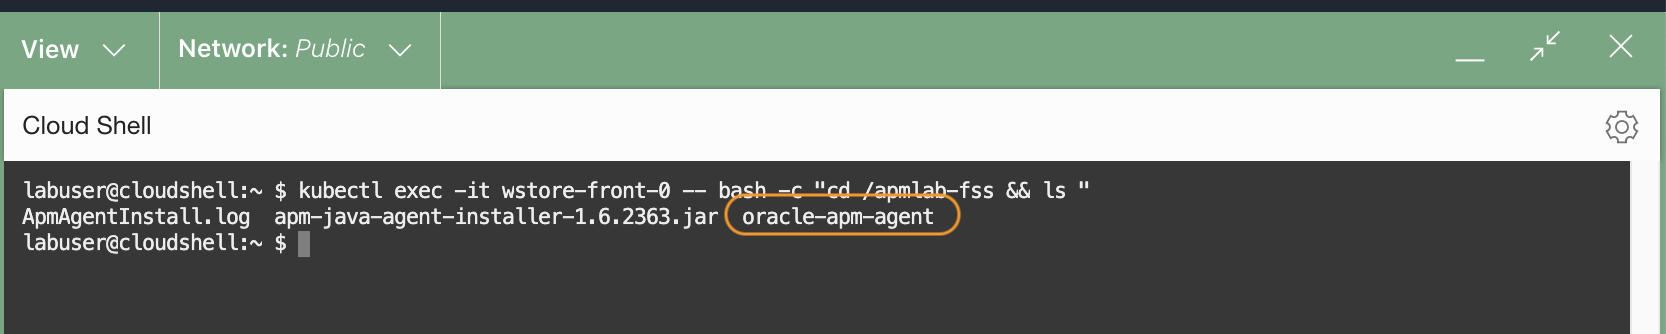 View
Network: Public
Cloud Shell
labuser@cloudshell:~ $ kubectl exec -it wstore-front-0 -- bash -c "cd /apmlab-fss && ls "
ApmAgentInstall.log  apm-java-agent-installer-1.6.2363.jar  oracle-apm-agent
labuser@cloudshell:~ $